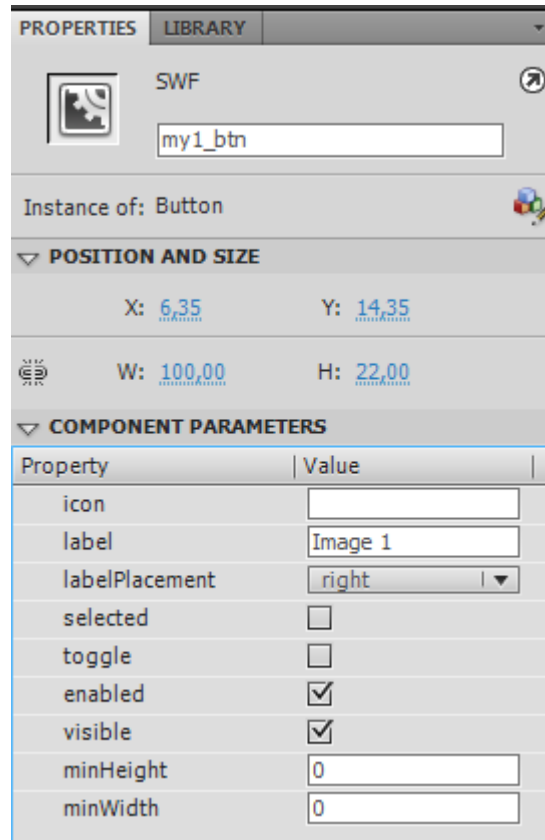 PROPERTIES LIBRARY
SWF
my1_btn
Instance of: Button
POSITION AND SIZE
X: 6,35 Y: 14,35
W: 100,00 H: 22,00
COMPONENT PARAMETERS
Property Value
icon
label Image 1
labelPlacement right
selected
toggle
enabled
visible
minHeight 0
minWidth 0